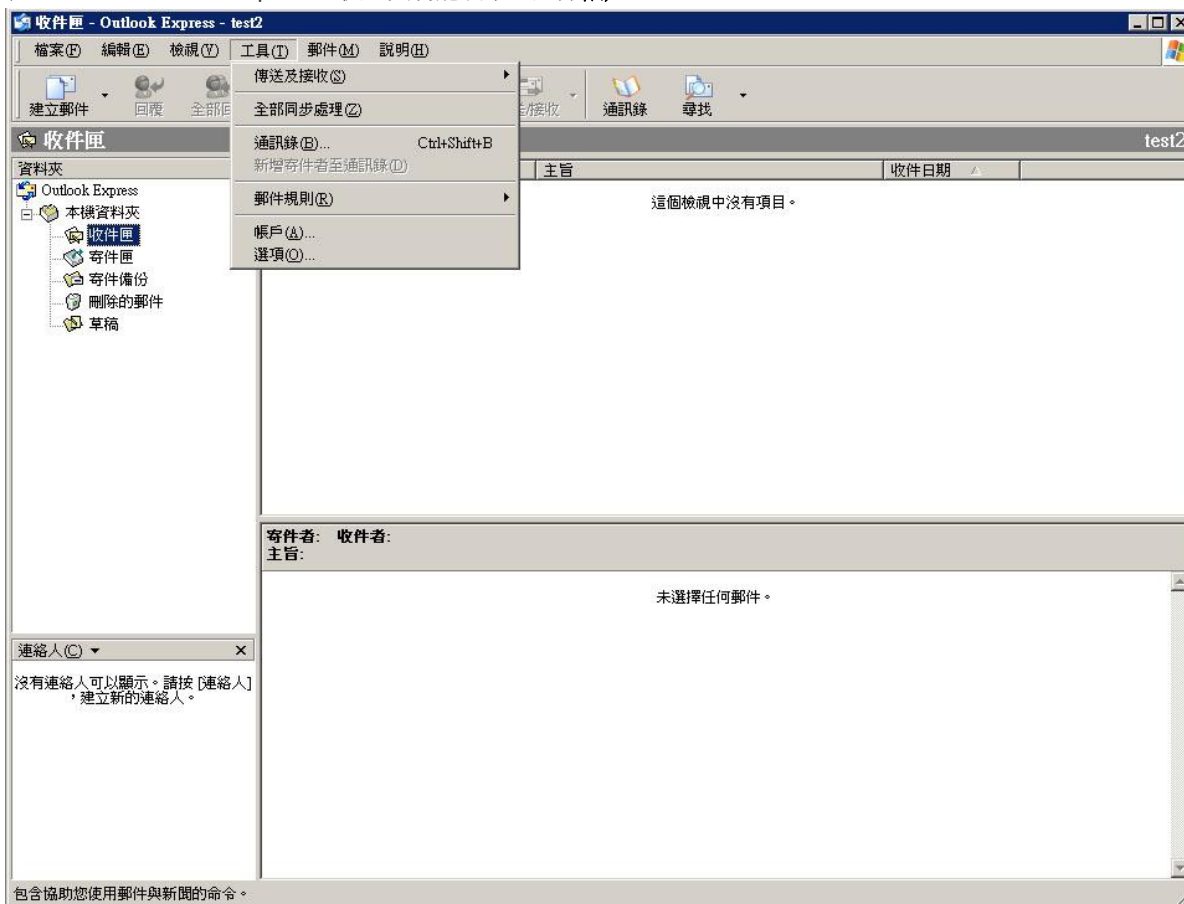 收件匣 - Outlook Express - test2
檔案(F) 編輯(E) 檢視(V) 工具(T) 郵件(M) 說明(H)
建立郵件 回覆 全部回 接收 通訊錄 尋找
傳送及接收(S)
全部同步處理(Z)
通訊錄(B)... Ctrl+Shift+B
新增寄件者至通訊錄(D)
郵件規則(R)
帳戶(A)...
選項(O)...
收件匣 test2
資料夾
Outlook Express
本機資料夾
收件匣
寄件匣
寄件備份
刪除的郵件
草稿
主旨 收件日期
這個檢視中沒有項目。
寄件者: 收件者:
主旨:
未選擇任何郵件。
連絡人(C)
沒有連絡人可以顯示。請按 [連絡人]
，建立新的連絡人。
包含協助您使用郵件與新聞的命令。